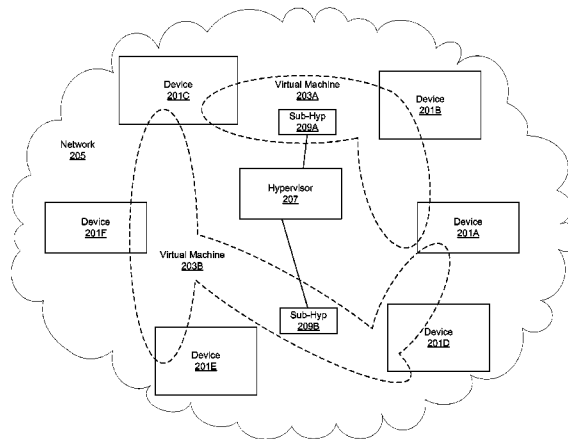 Device
201C
Virtual Machine
203A
Device
201B
Sub-Hyp
209A
Network
205
Hypervisor
207
Device
201F
Device
201A
Virtual Machine
203B
Sub-Hyp
209B
Device
201D
Device
201E